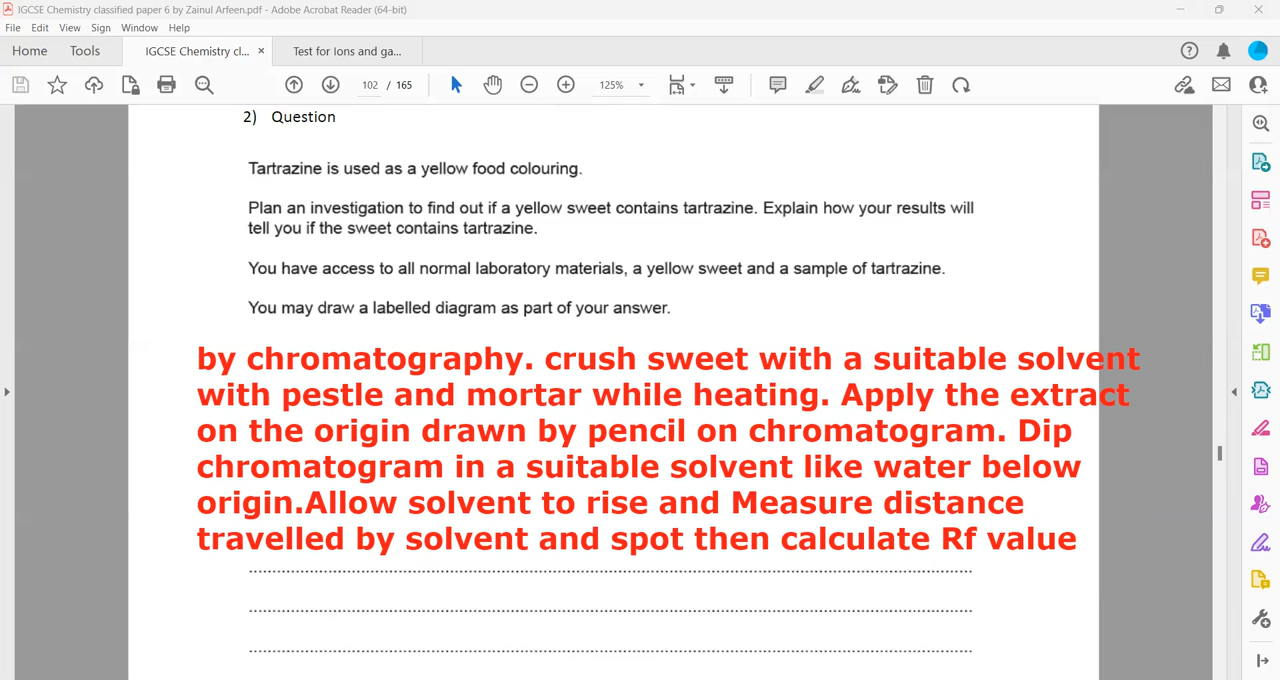 IGCSE Chemistry classified paper 6 by Zainul Arfeen.pdf - Adobe Acrobat Reader (64-bit)
File Edit View Sign Window Help
Home Tools IGCSE Chemistry cl... × Test for Ions and ga...
102 / 165 125%
2) Question
Tartrazine is used as a yellow food colouring.
Plan an investigation to find out if a yellow sweet contains tartrazine. Explain how your results will
tell you if the sweet contains tartrazine.
You have access to all normal laboratory materials, a yellow sweet and a sample of tartrazine.
You may draw a labelled diagram as part of your answer.
by chromatography. crush sweet with a suitable solvent
with pestle and mortar while heating. Apply the extract
on the origin drawn by pencil on chromatogram. Dip
chromatogram in a suitable solvent like water below
origin.Allow solvent to rise and Measure distance
travelled by solvent and spot then calculate Rf value